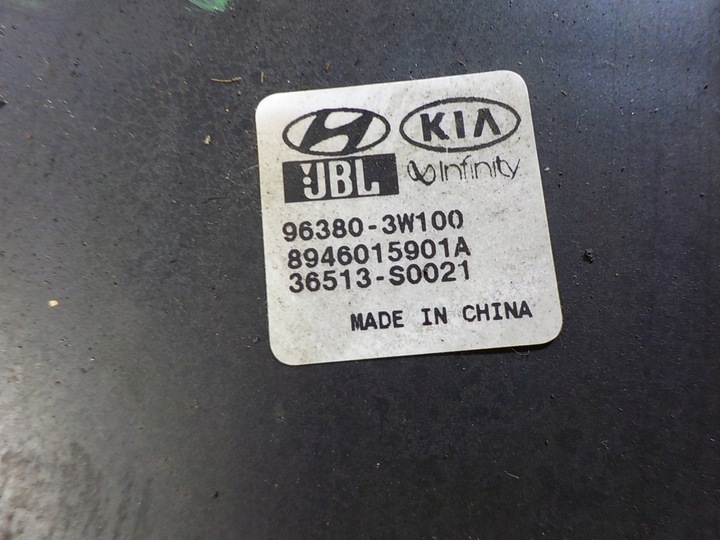 KIA
JBL Infinity
96380-3W100
8946015901A
36513-S0021
MADE IN CHINA